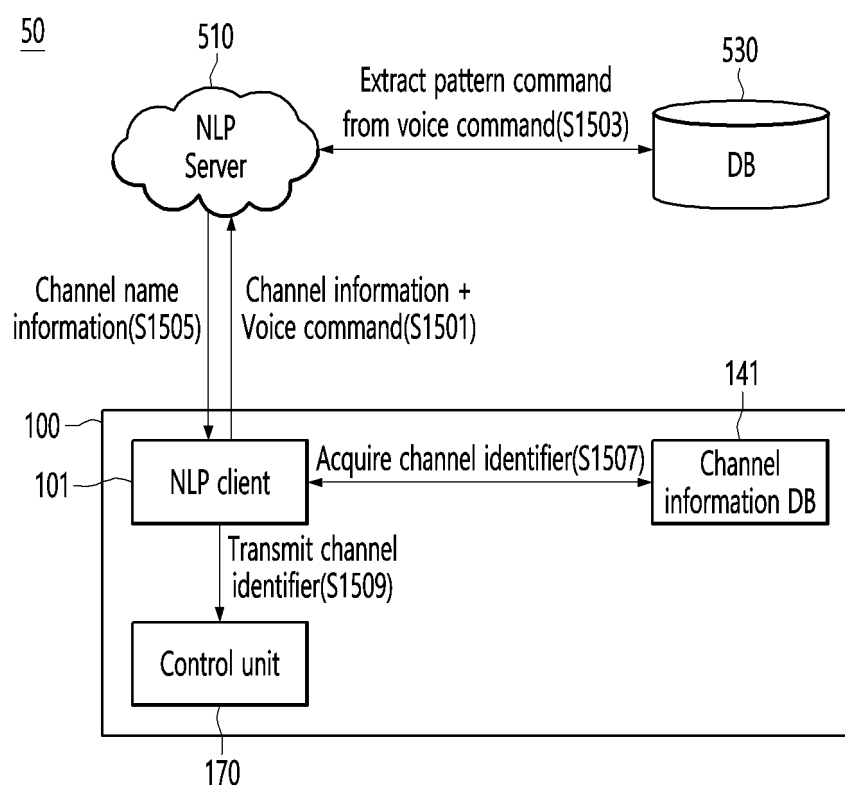 50
510
530
NLP
Server
Extract pattern command
from voice command(S1503)
DB
Channel name
information(S1505)
Channel information +
Voice command(S1501)
141
100
101
NLP client
Acquire channel identifier(S1507)
Channel
information DB
Transmit channel
identifier(S1509)
Control unit
170